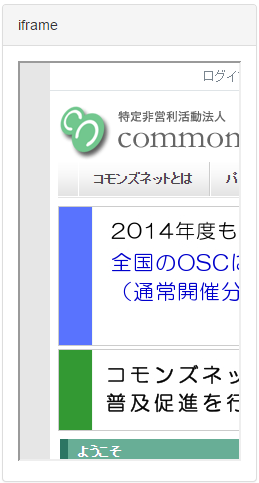 iframe
ログイ
特定非営利活動法人
common
コモンズネットとは
バ
2014年度も
全国のOSCに
（通常開催分
コモンズネッ
普及促進を行
ようこそ